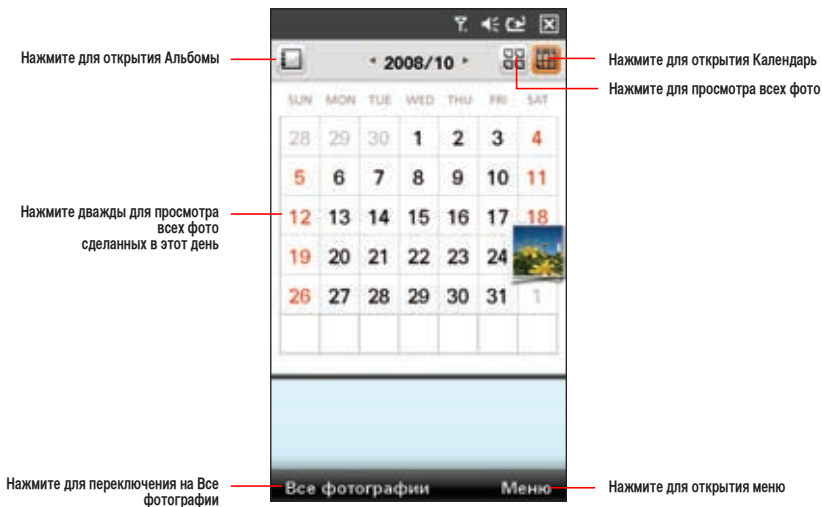 Нажмите для открытия Альбомы
2008/10
Нажмите для открытия Календарь
Нажмите для просмотра всех фото
SUN MON TUE WED THU FRI SAT
28 29 30 1 2 3 4
5 6 7 8 9 10 11
Нажмите дважды для просмотра
всех фото
сделанных в этот день
12 13 14 15 16 17 18
19 20 21 22 23 24
26 27 28 29 30 31 1
Нажмите для переключения на Все
фотографии
Все фотографии Меню
Нажмите для открытия меню